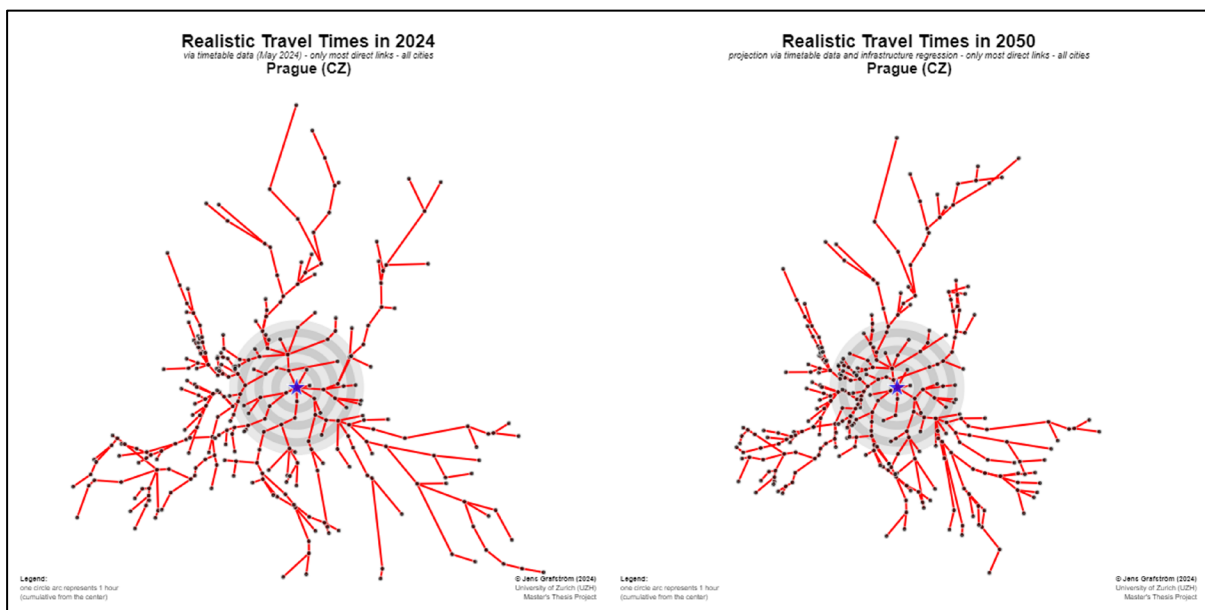 Realistic Travel Times in 2024
via timetable data (May 2024) - only most direct links - all cities
Prague (CZ)
Legend:
one circle arc represents 1 hour
(cumulative from the center)
© Jens Grafström (2024)
University of Zurich (UZH)
Master's Thesis Project
Realistic Travel Times in 2050
projection via timetable data and infrastructure regression - only most direct links - all cities
Prague (CZ)
Legend:
one circle arc represents 1 hour
(cumulative from the center)
© Jens Grafström (2024)
University of Zurich (UZH)
Master's Thesis Project